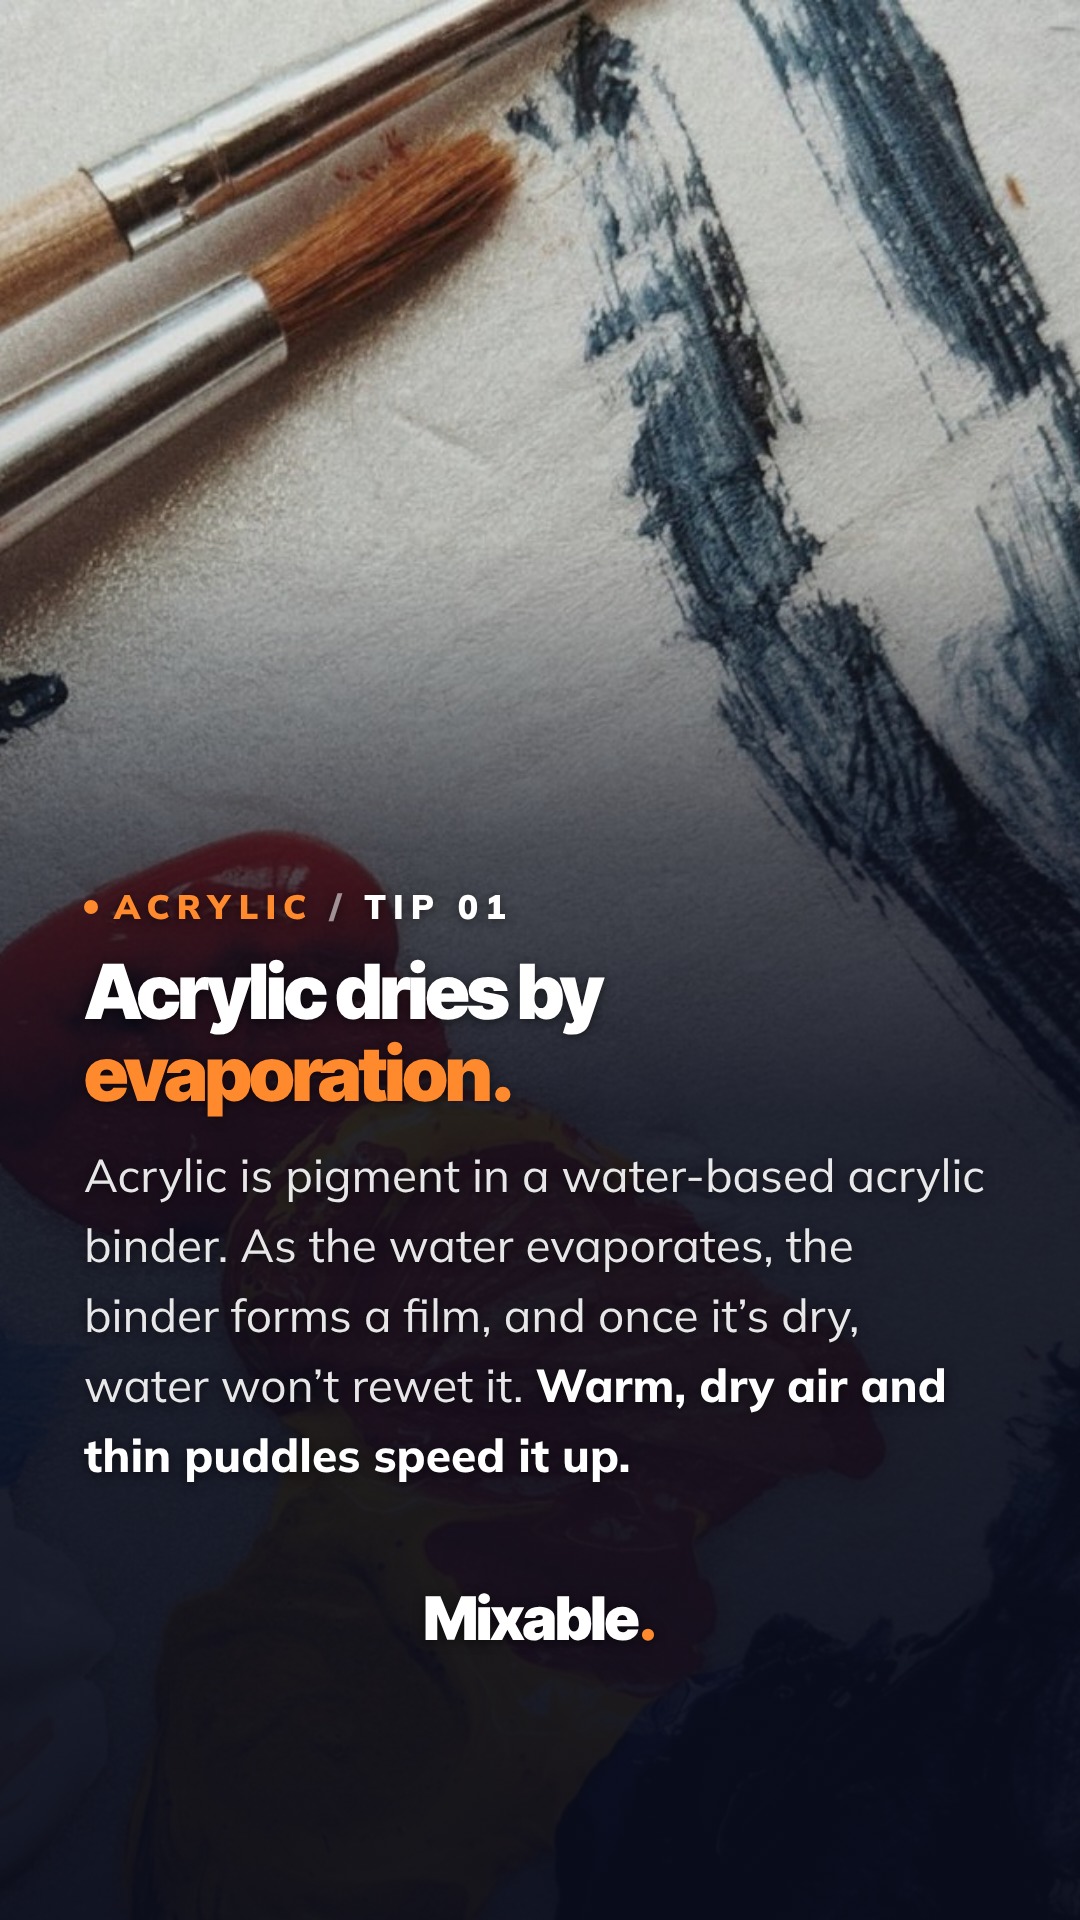 • ACRYLIC / TIP 01
Acrylic dries by
evaporation.
Acrylic is pigment in a water-based acrylic
binder. As the water evaporates, the
binder forms a film, and once it’s dry,
water won’t rewet it. Warm, dry air and
thin puddles speed it up.
Mixable.